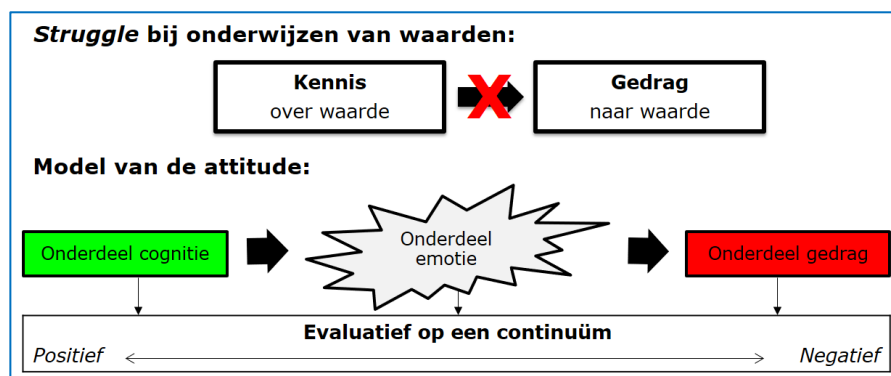 Struggle bij onderwijzen van waarden:
Kennis
over waarde
X
Gedrag
naar waarde
Model van de attitude:
Onderdeel cognitie
Onderdeel
emotie
Onderdeel gedrag
Evaluatief op een continuüm
Positief
Negatief